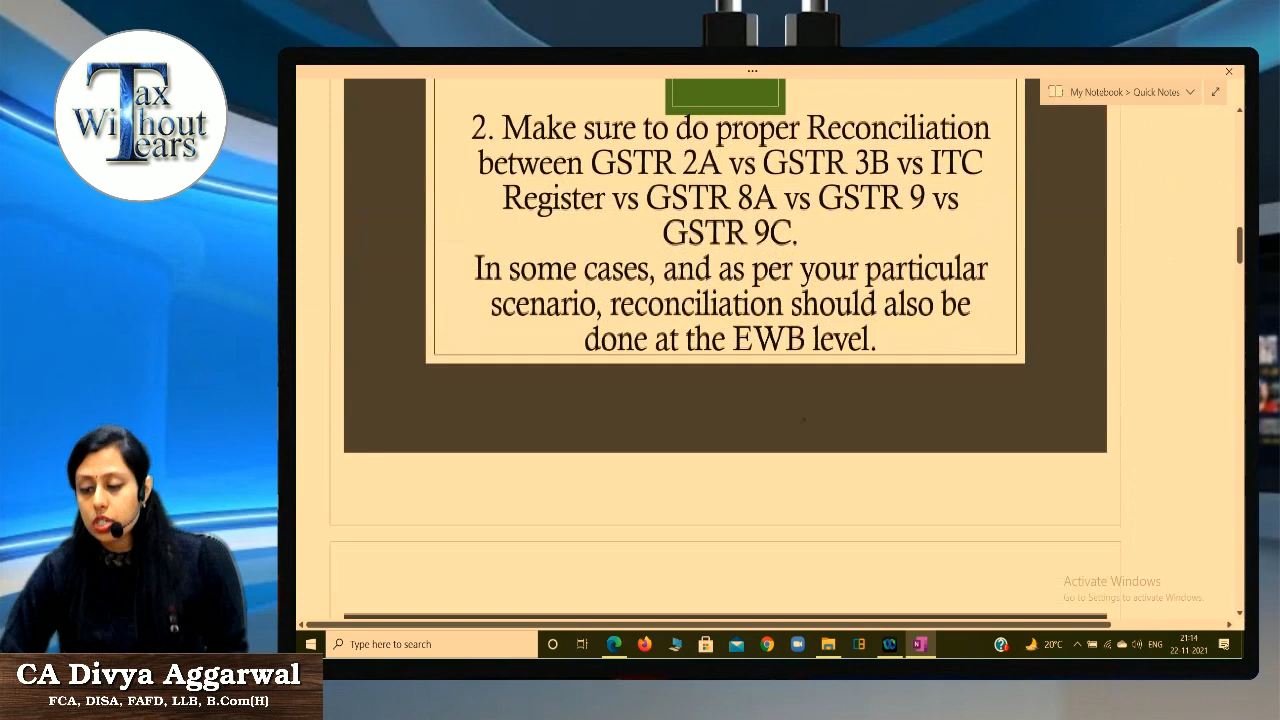 Tax
Without
Tears
My Notebook > Quick Notes
2. Make sure to do proper Reconciliation
between GSTR 2A vs GSTR 3B vs ITC
Register vs GSTR 8A vs GSTR 9 vs
GSTR 9C.
In some cases, and as per your particular
scenario, reconciliation should also be
done at the EWB level.
Activate Windows
Go to Settings to activate Windows.
Type here to search
20°C
ENG
21:14
22-11-2021
CA Divya Aggarwal
FCA, DISA, FAFD, LLB, B.Com(H)